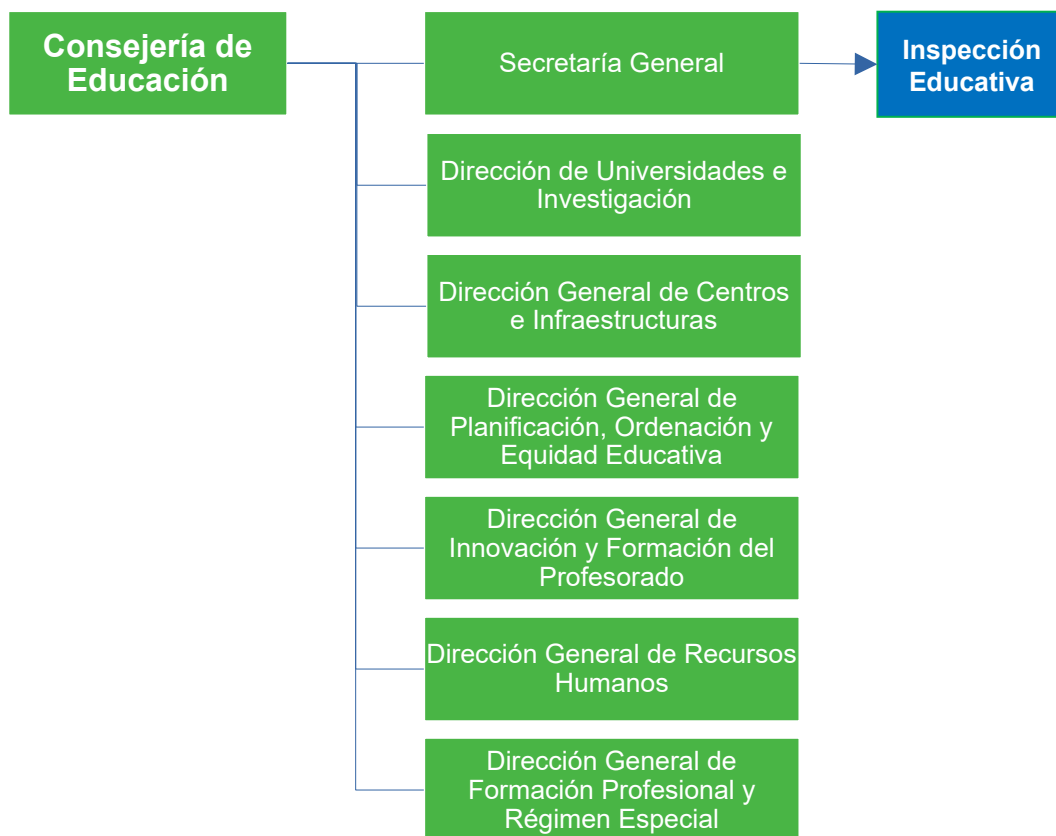 Consejería de
Educación
Secretaría General
Inspección
Educativa
Dirección de Universidades e
Investigación
Dirección General de Centros
e Infraestructuras
Dirección General de
Planificación, Ordenación y
Equidad Educativa
Dirección General de
Innovación y Formación del
Profesorado
Dirección General de Recursos
Humanos
Dirección General de
Formación Profesional y
Régimen Especial